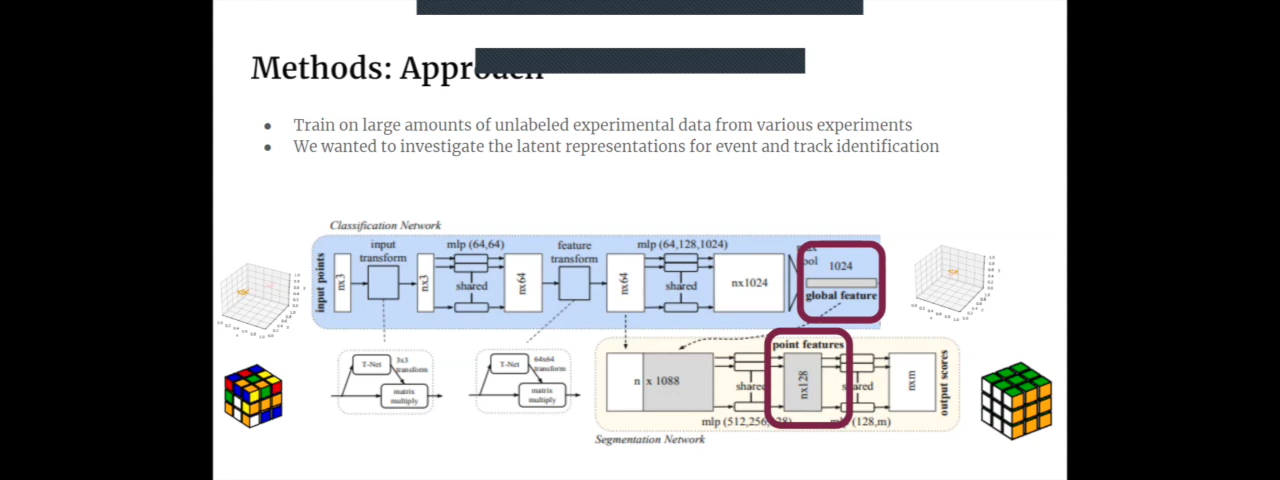 Methods: Approach
● Train on large amounts of unlabeled experimental data from various experiments
● We wanted to investigate the latent representations for event and track identification
Classification Network
input points
nx3
input
transform
nx3
mlp (64,64)
shared
nx64
feature
transform
nx64
mlp (64,128,1024)
shared
nx1024
1024
global feature
T-Net
3x3
transform
matrix
multiply
T-Net
64x64
transform
matrix
multiply
n x 1088
shared
mlp (512,256,128)
point features
nx128
shared
mlp (128,m)
nxm
output scores
Segmentation Network